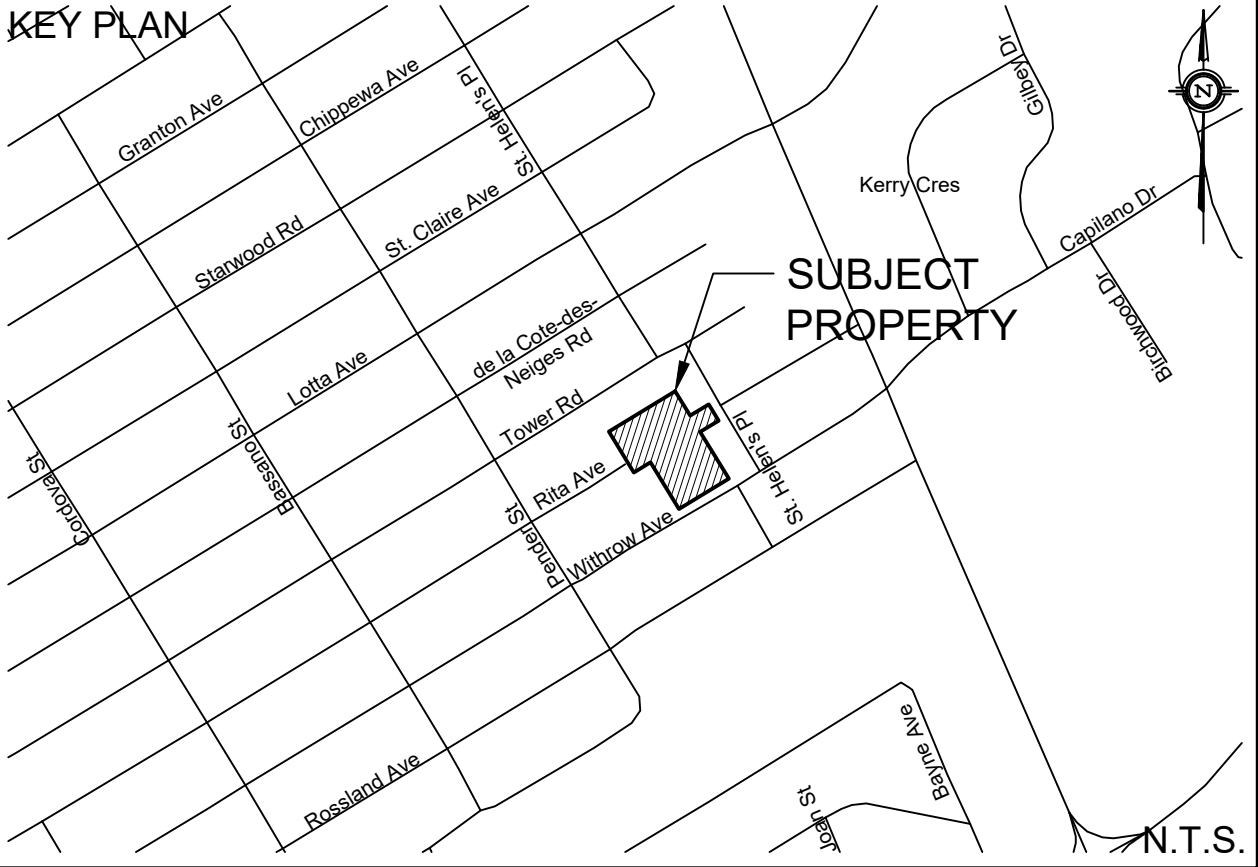 KEY PLAN
Granton Ave
Chippewa Ave
St. Helen's Pl
Gilbey Dr
N
Starwood Rd
St. Claire Ave
Kerry Cres
Capilano Dr
Birchwood Dr
SUBJECT
PROPERTY
Lotta Ave
de la Cote-des-
Neiges Rd
Tower Rd
Cordova St
Bassano St
Rita Ave
St. Helen's Pl
Pender St
Withrow Ave
Rossland Ave
Bayne Ave
Joan St
N.T.S.